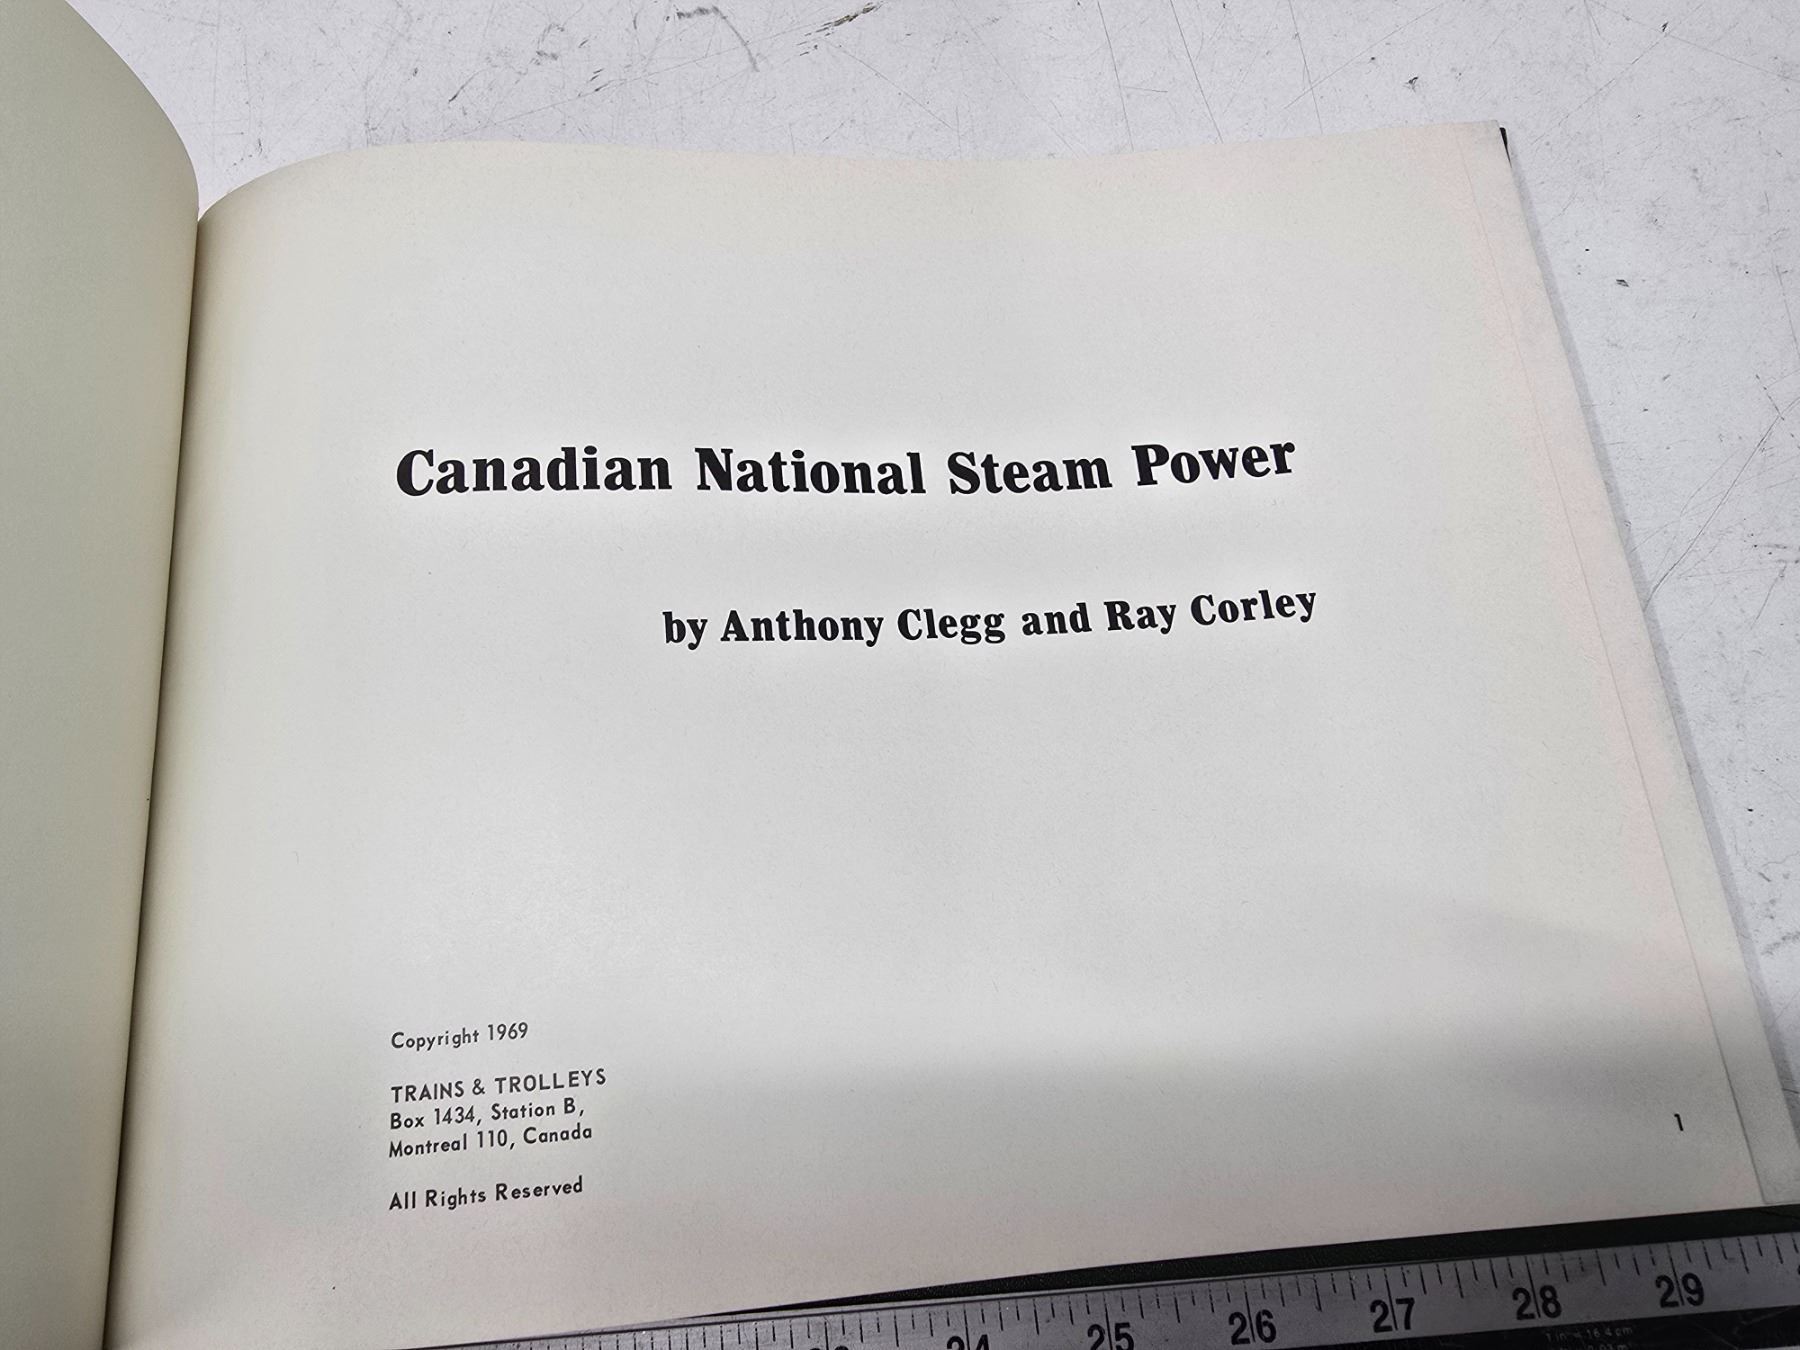 Canadian National Steam Power
by Anthony Clegg and Ray Corley
Copyright 1969
TRAINS & TROLLEYS
Box 1434, Station B,
Montreal 110, Canada
All Rights Reserved
1
24 25 26 27 28 29